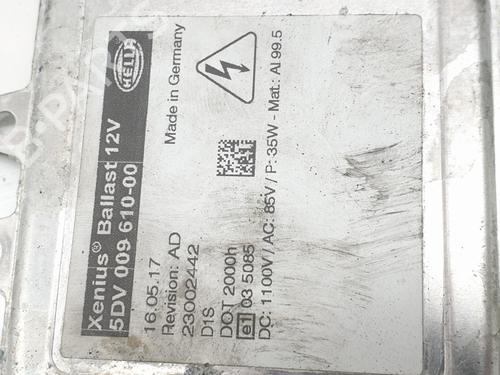 HELLA
Xenius® Ballast 12V
5DV 009 610-00
Made in Germany
16.05.17
Revision: AD
23002442
D1S
DOT 2000h
e1 03 5085
DC: 1100V/ AC: 85V / P: 35W - Mat.: Al 99.5
B-PARTS